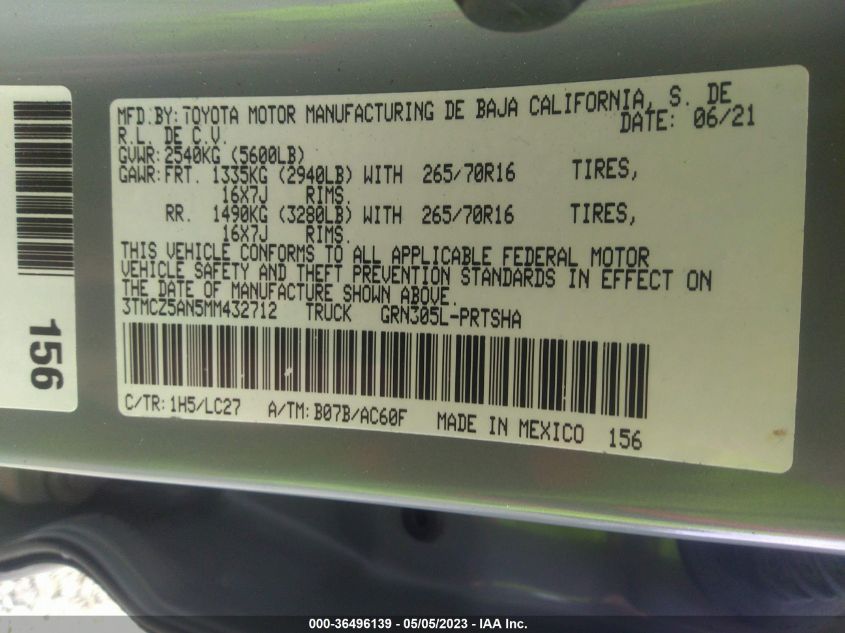 MFD.BY: TOYOTA MOTOR MANUFACTURING DE BAJA CALIFORNIA, S. DE
R.L. DE C.V. DATE: 06/21
GVWR: 2540KG (5600LB)
GAWR: FRT. 1335KG (2940LB) WITH 265/70R16 TIRES,
16X7J RIMS.
RR. 1490KG (3280LB) WITH 265/70R16 TIRES,
16X7J RIMS.
THIS VEHICLE CONFORMS TO ALL APPLICABLE FEDERAL MOTOR
VEHICLE SAFETY AND THEFT PREVENTION STANDARDS IN EFFECT ON
THE DATE OF MANUFACTURE SHOWN ABOVE.
3TMCZ5AN5MM432712 TRUCK GRN305L-PRTSHA
C/TR: 1H5/LC27 A/TM: B07B/AC60F MADE IN MEXICO 156
156
000-36496139 - 05/05/2023 - IAA Inc.